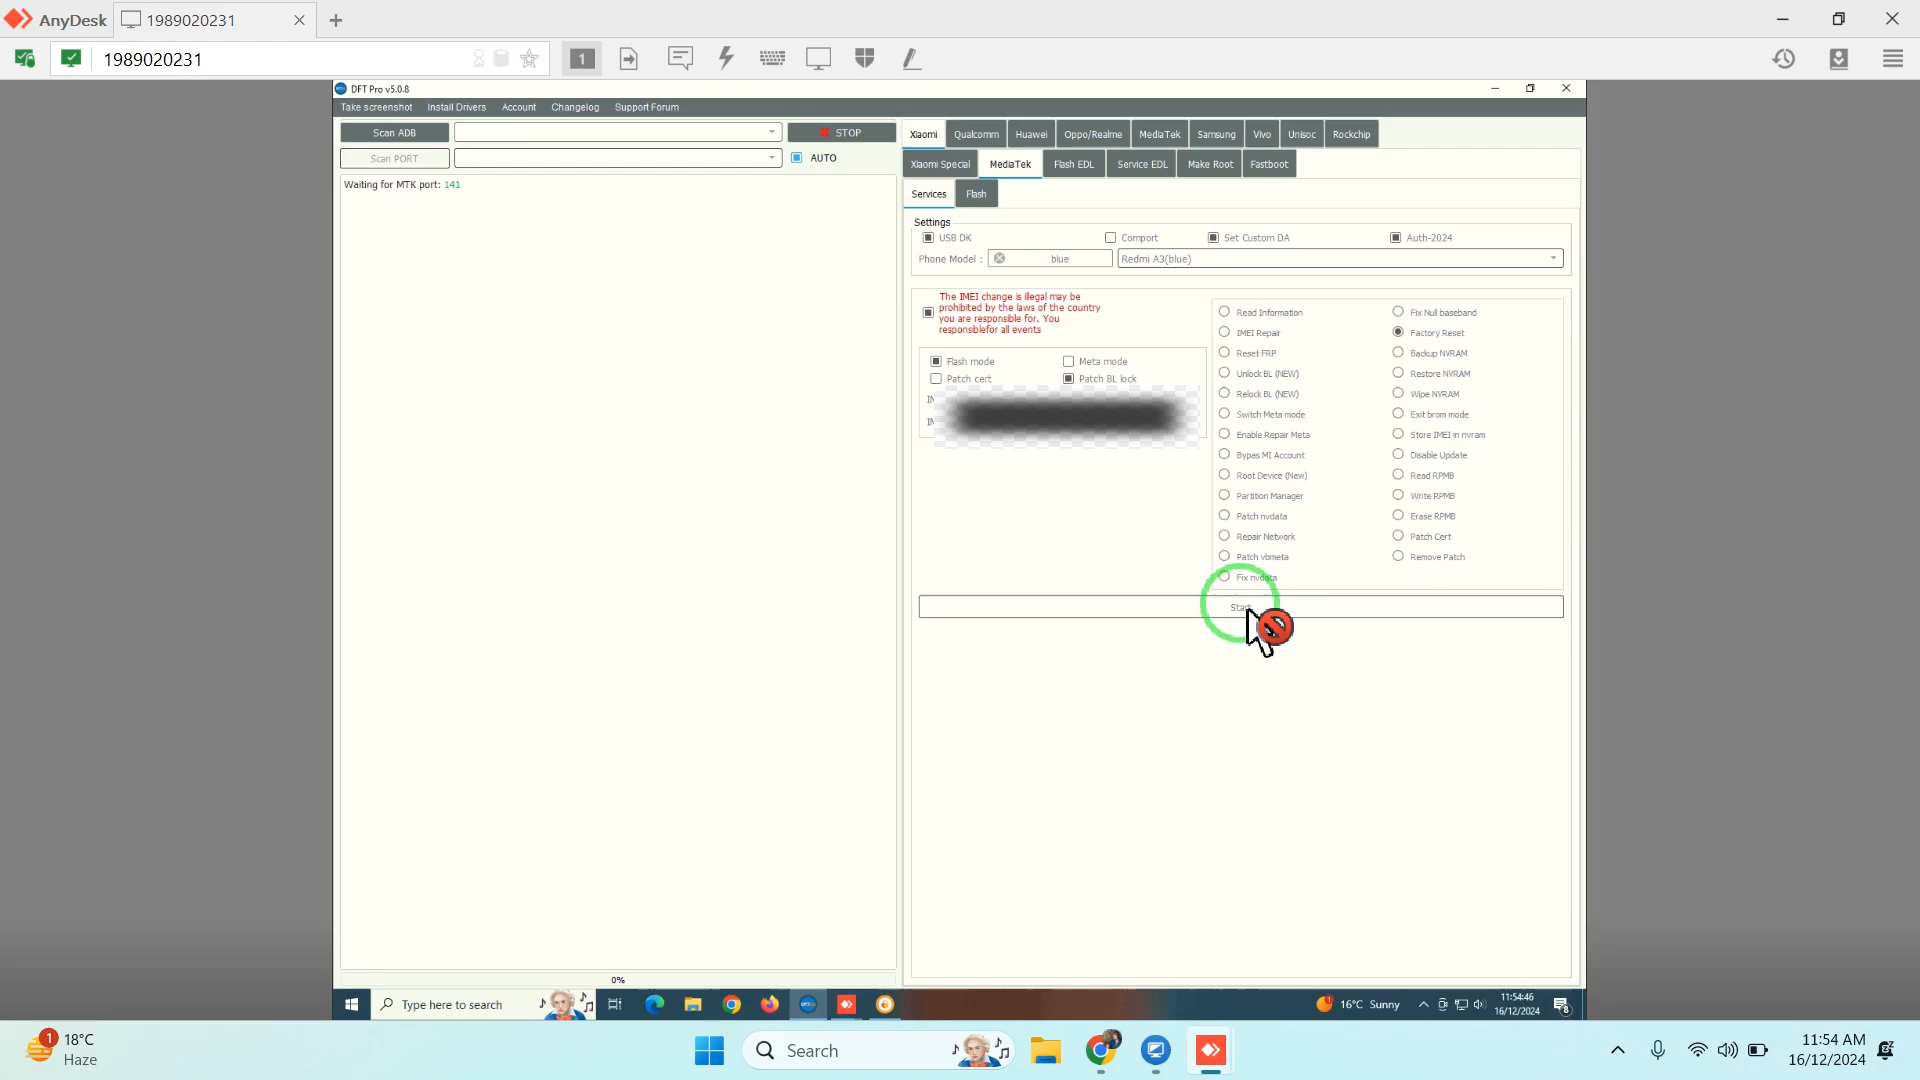 AnyDesk
1989020231
1989020231
1
DFT Pro v5.0.8
Take screenshot Install Drivers Account Changelog Support Forum
Scan ADB
STOP
Scan PORT
AUTO
Waiting for MTK port: 141
0%
Xiaomi Qualcomm Huawei Oppo/Realme MediaTek Samsung Vivo Unisoc Rockchip
Xiaomi Special MediaTek Flash EDL Service EDL Make Root Fastboot
Services Flash
Settings
USB DK Comport Set Custom DA Auth-2024
Phone Model : blue Redmi A3(blue)
The IMEI change is illegal may be
prohibited by the laws of the country
you are responsible for. You
responsiblefor all events
Flash mode Meta mode
Patch cert Patch BL lock
Read Information Fix Null baseband
IMEI Repair Factory Reset
Reset FRP Backup NVRAM
Unlock BL (NEW) Restore NVRAM
Relock BL (NEW) Wipe NVRAM
Switch Meta mode Exit brom mode
Enable Repair Meta Store IMEI in nvram
Bypas MI Account Disable Update
Root Device (New) Read RPMB
Partition Manager Write RPMB
Patch nvdata Erase RPMB
Repair Network Patch Cert
Patch vbmeta Remove Patch
Fix nvdata
Start
Type here to search
16°C Sunny
11:54:46
16/12/2024
8
1
18°C
Haze
Search
11:54 AM
16/12/2024